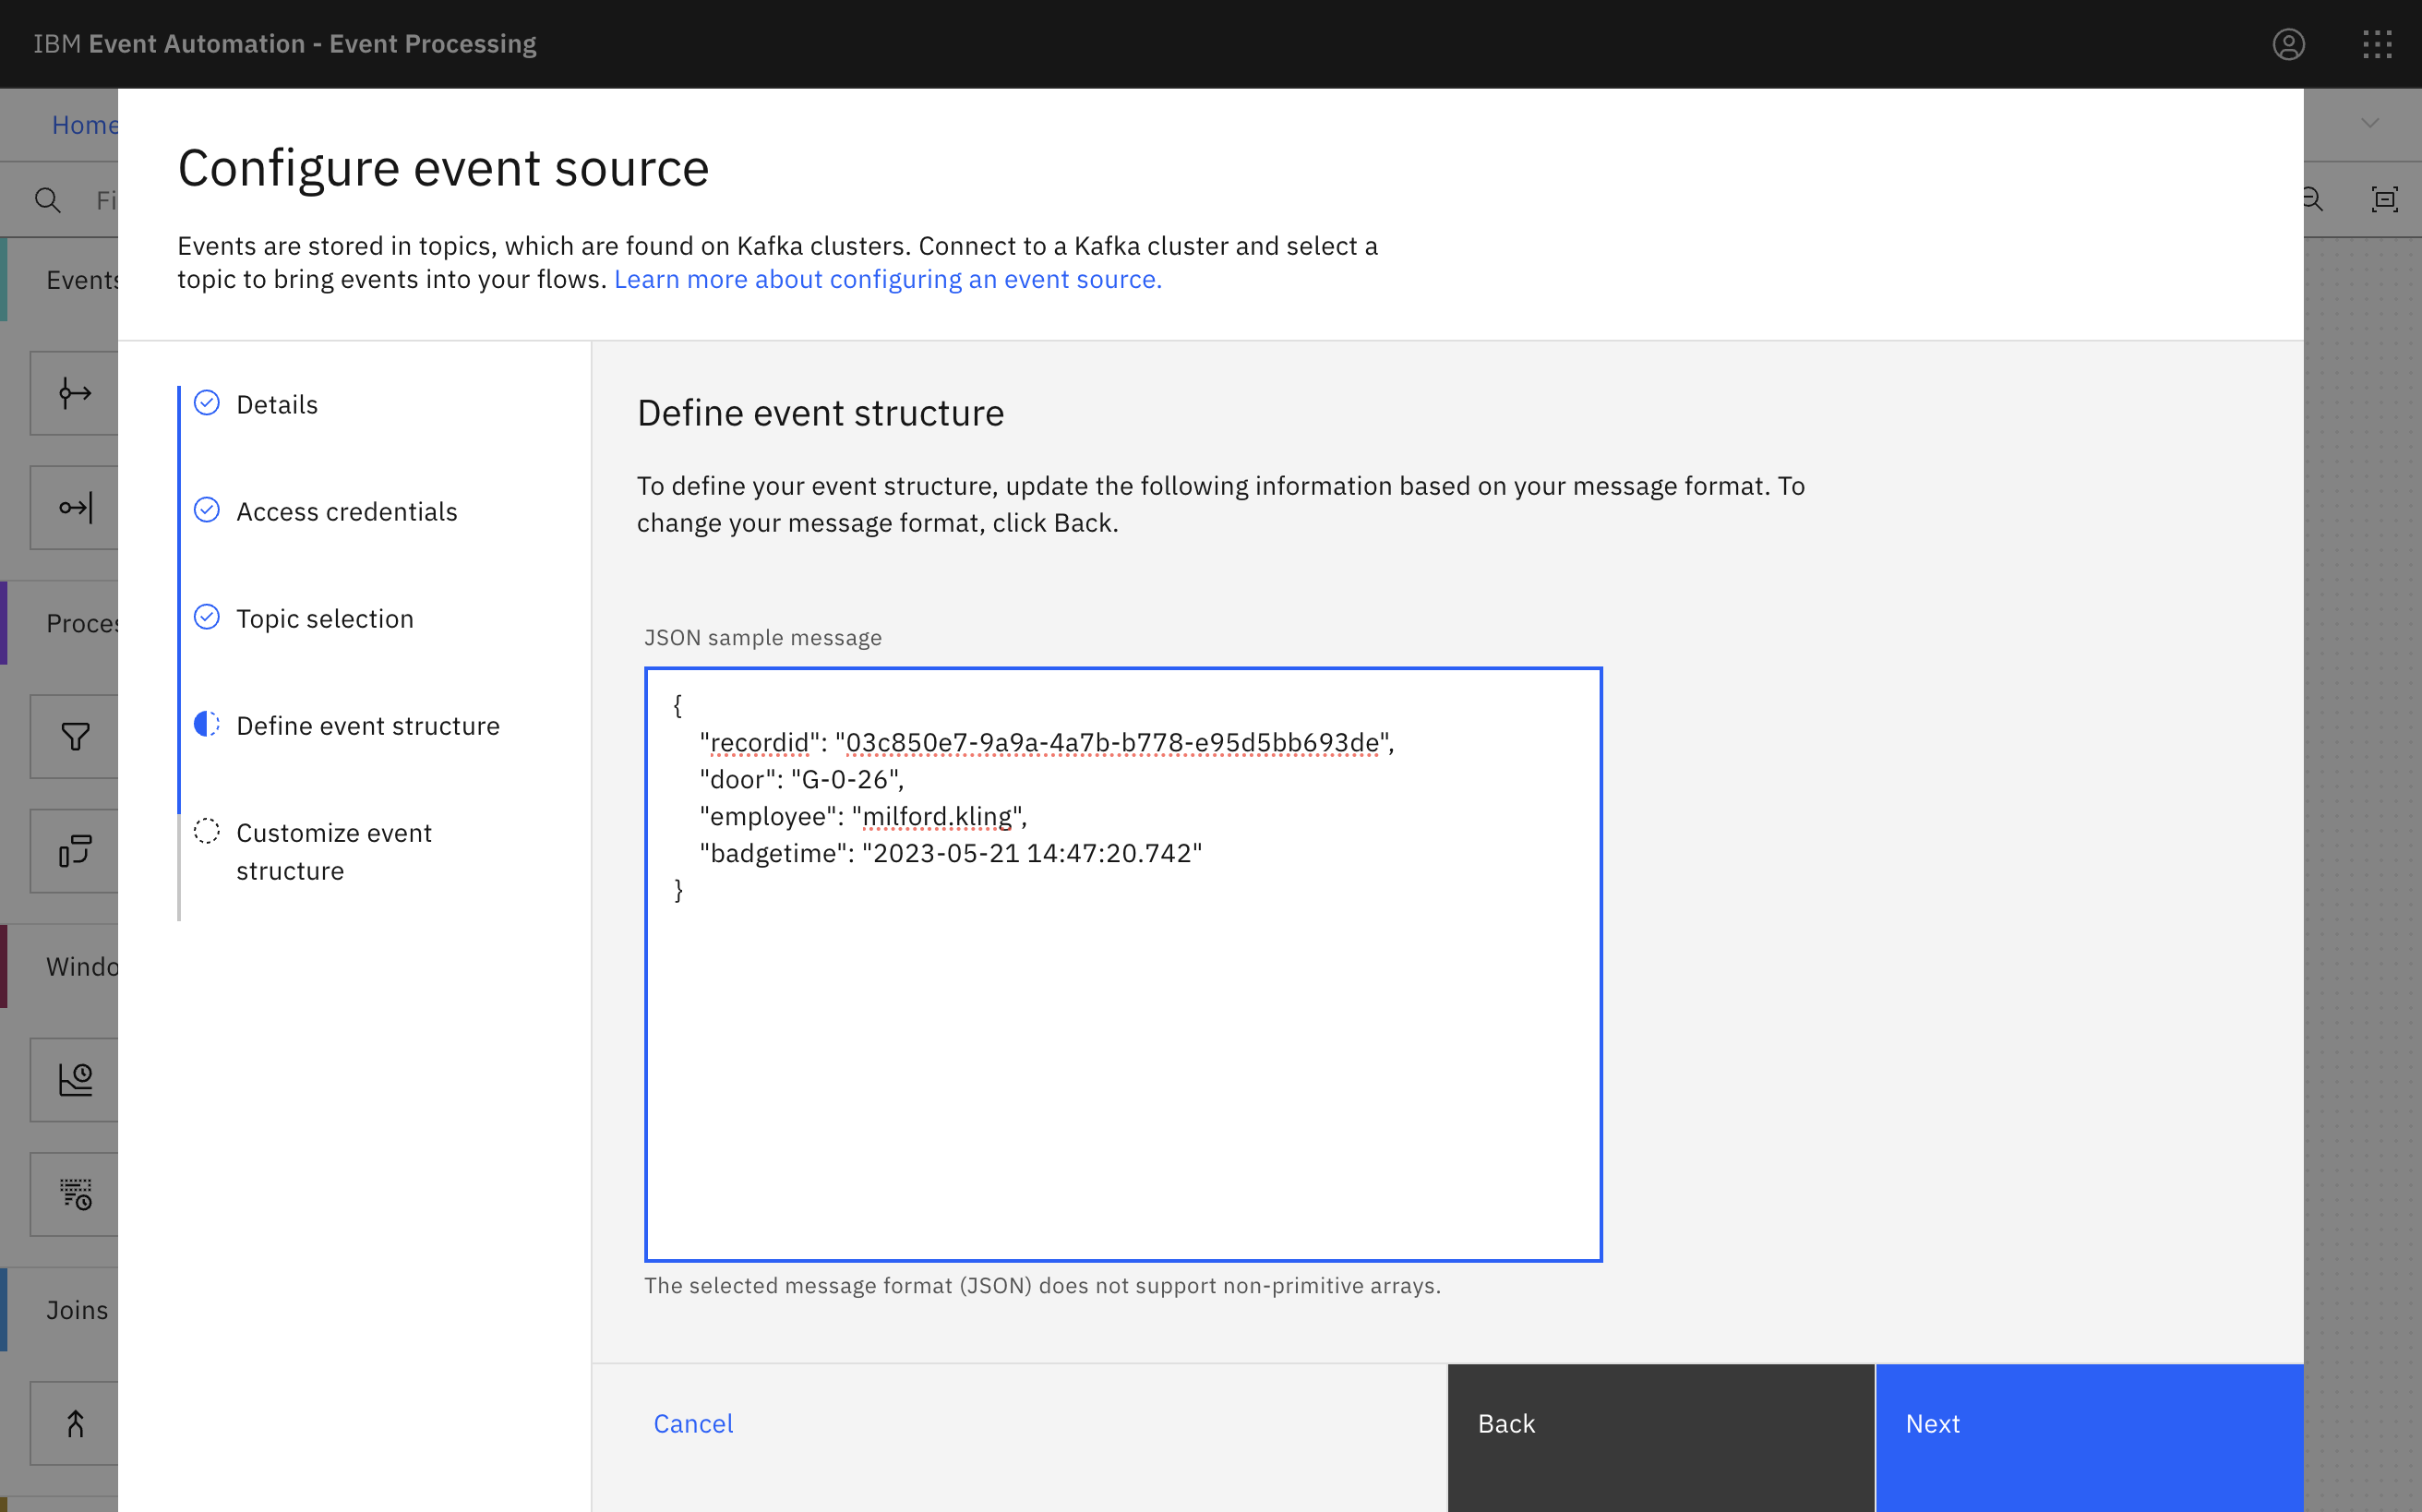 IBM Event Automation - Event Processing
Home
Configure event source
Fi
Events are stored in topics, which are found on Kafka clusters. Connect to a Kafka cluster and select a
topic to bring events into your flows. Learn more about configuring an event source.
Events
Proces
Windo
Joins
Details
Access credentials
Topic selection
Define event structure
Customize event
structure
Define event structure
To define your event structure, update the following information based on your message format. To
change your message format, click Back.
JSON sample message
{
"recordid": "03c850e7-9a9a-4a7b-b778-e95d5bb693de",
"door": "G-0-26",
"employee": "milford.kling",
"badgetime": "2023-05-21 14:47:20.742"
}
The selected message format (JSON) does not support non-primitive arrays.
Cancel
Back
Next